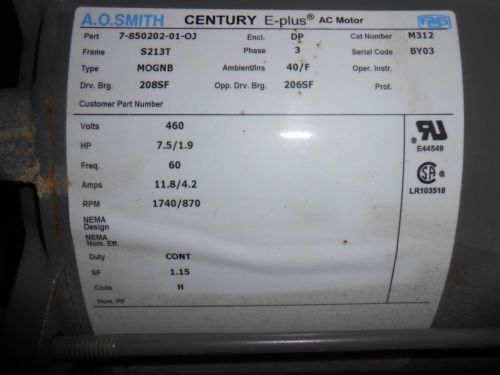 A.O.SMITH CENTURY E-plus® AC Motor
Part 7-850202-01-OJ Encl. DP Cat Number M312
Frame S213T Phase 3 Serial Code BY03
Type MOGNB Ambient/Ins 40/F Oper. Instr.
Drv. Brg. 208SF Opp. Drv. Brg. 206SF Prot.
Customer Part Number
Volts 460
HP 7.5/1.9
Freq. 60
Amps 11.8/4.2
RPM 1740/870
NEMA
Design
NEMA
Nom. Eff.
Duty CONT
SF 1.15
Code H
Nom. PF
E44549
LR103518